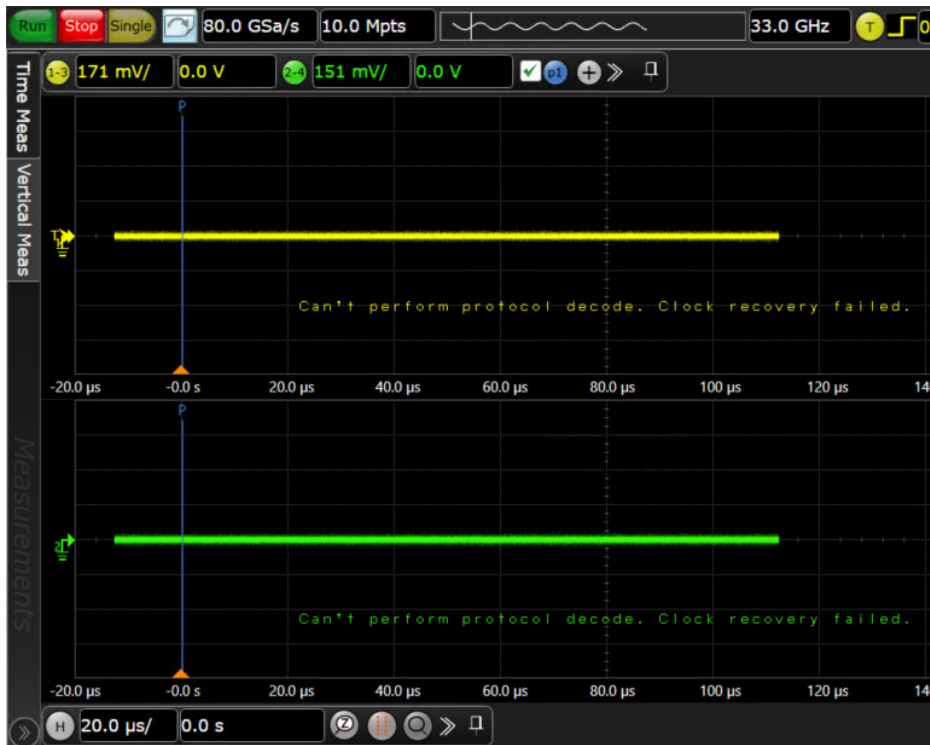 Run Stop Single 80.0 GSa/s 10.0 Mpts 33.0 GHz T 0
1-3 171 mV/ 0.0 V 2-4 151 mV/ 0.0 V p1
Time Meas
Vertical Meas
Measurements
P
Can't perform protocol decode. Clock recovery failed.
-20.0 µs -0.0 s 20.0 µs 40.0 µs 60.0 µs 80.0 µs 100 µs 120 µs 14
P
2
Can't perform protocol decode. Clock recovery failed.
-20.0 µs -0.0 s 20.0 µs 40.0 µs 60.0 µs 80.0 µs 100 µs 120 µs 14
H 20.0 µs/ 0.0 s Z